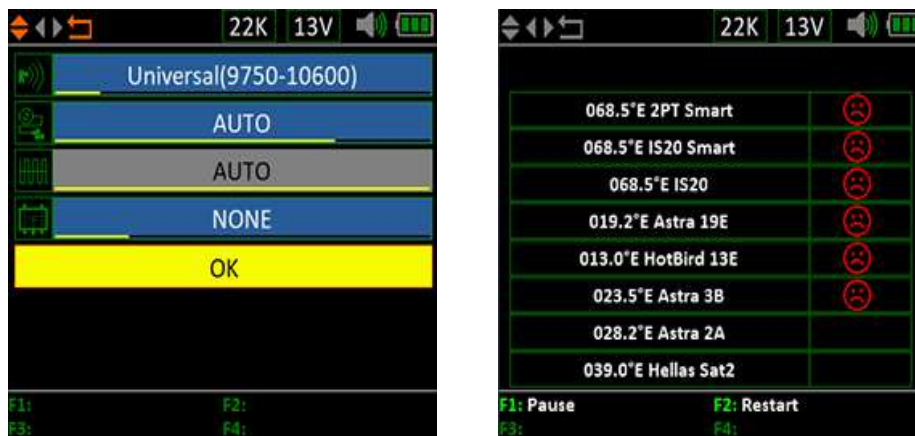 22K 13V
Universal(9750-10600)
AUTO
AUTO
NONE
OK
F1: F2:
F3: F4:
22K 13V
068.5°E 2PT Smart
068.5°E IS20 Smart
068.5°E IS20
019.2°E Astra 19E
013.0°E HotBird 13E
023.5°E Astra 3B
028.2°E Astra 2A
039.0°E Hellas Sat2
F1: Pause F2: Restart
F3: F4: